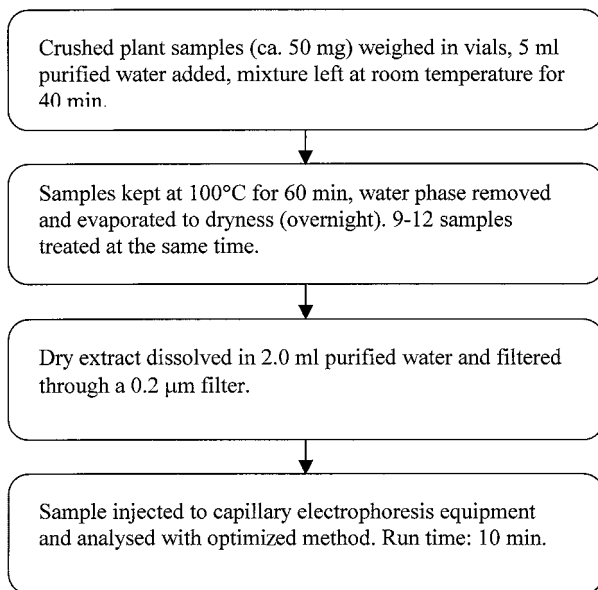 Crushed plant samples (ca. 50 mg) weighed in vials, 5 ml
purified water added, mixture left at room temperature for
40 min.
Samples kept at 100°C for 60 min, water phase removed
and evaporated to dryness (overnight). 9-12 samples
treated at the same time.
Dry extract dissolved in 2.0 ml purified water and filtered
through a 0.2 μm filter.
Sample injected to capillary electrophoresis equipment
and analysed with optimized method. Run time: 10 min.